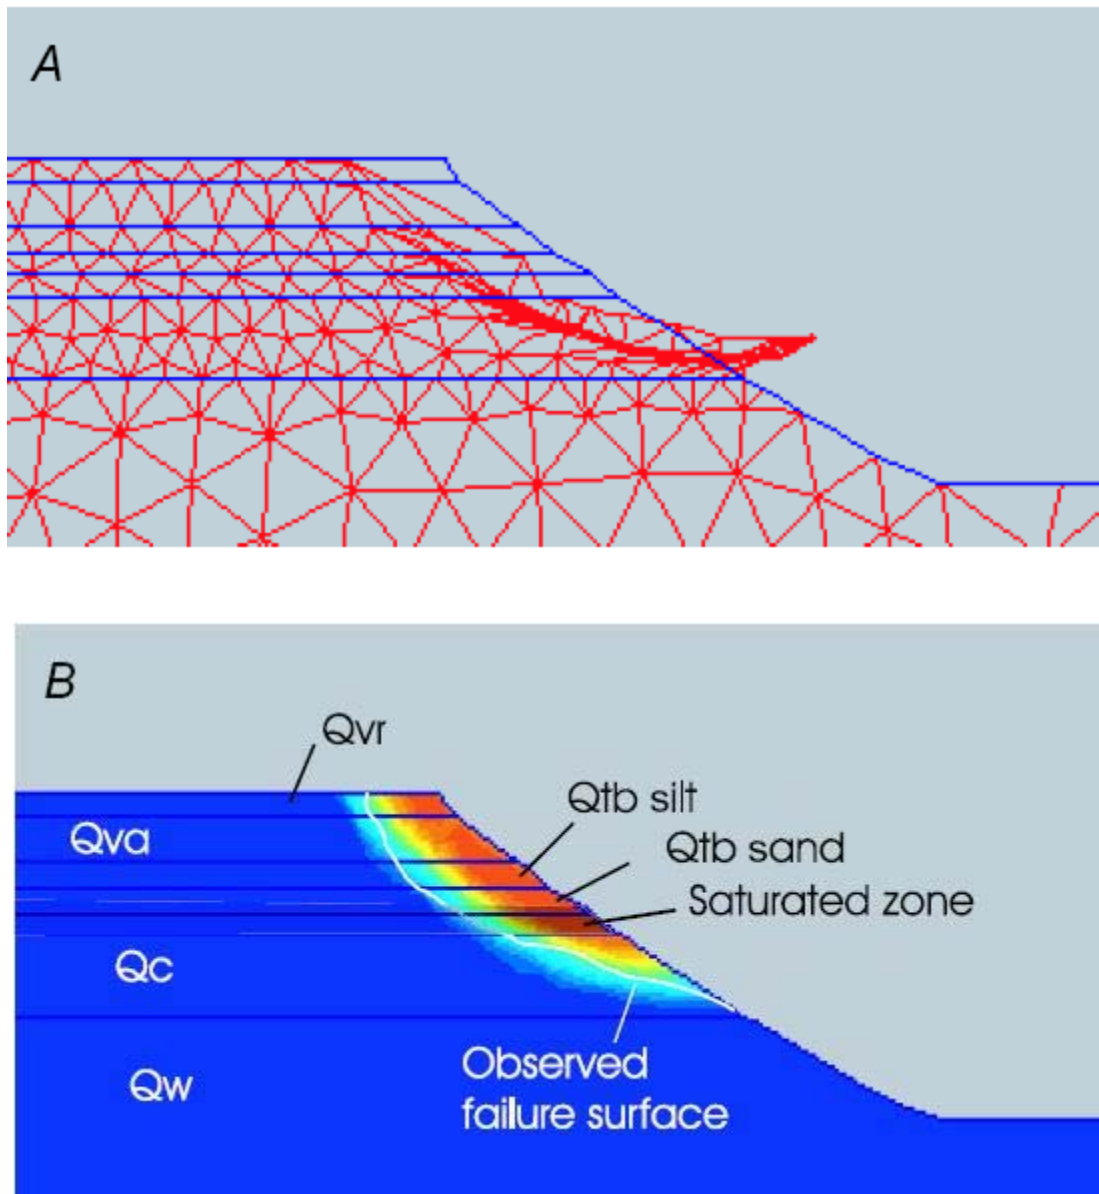 A
B
Qvr
Qtb silt
Qva
Qtb sand
Saturated zone
Qc
Observed
failure surface
Qw